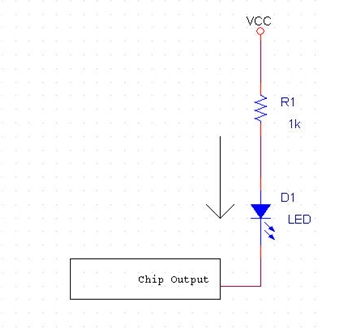 VCC
R1
1k
D1
LED
Chip Output